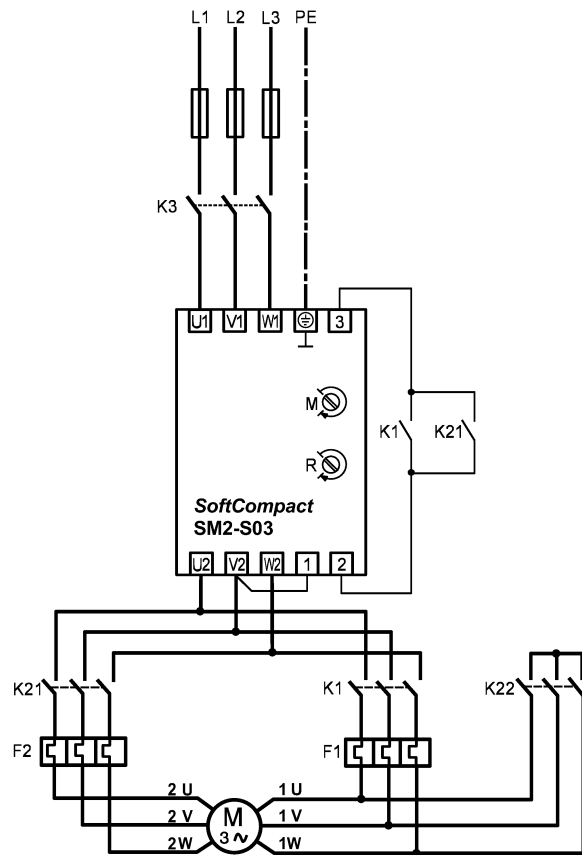 L1 L2 L3 PE
K3
U1 V1 W1 3
M
K1 K21
R
SoftCompact
SM2-S03
U2 V2 W2 1 2
K21 K1 K22
F2 F1
2 U 1 U
M
2 V 1 V
3 ~
2W 1W